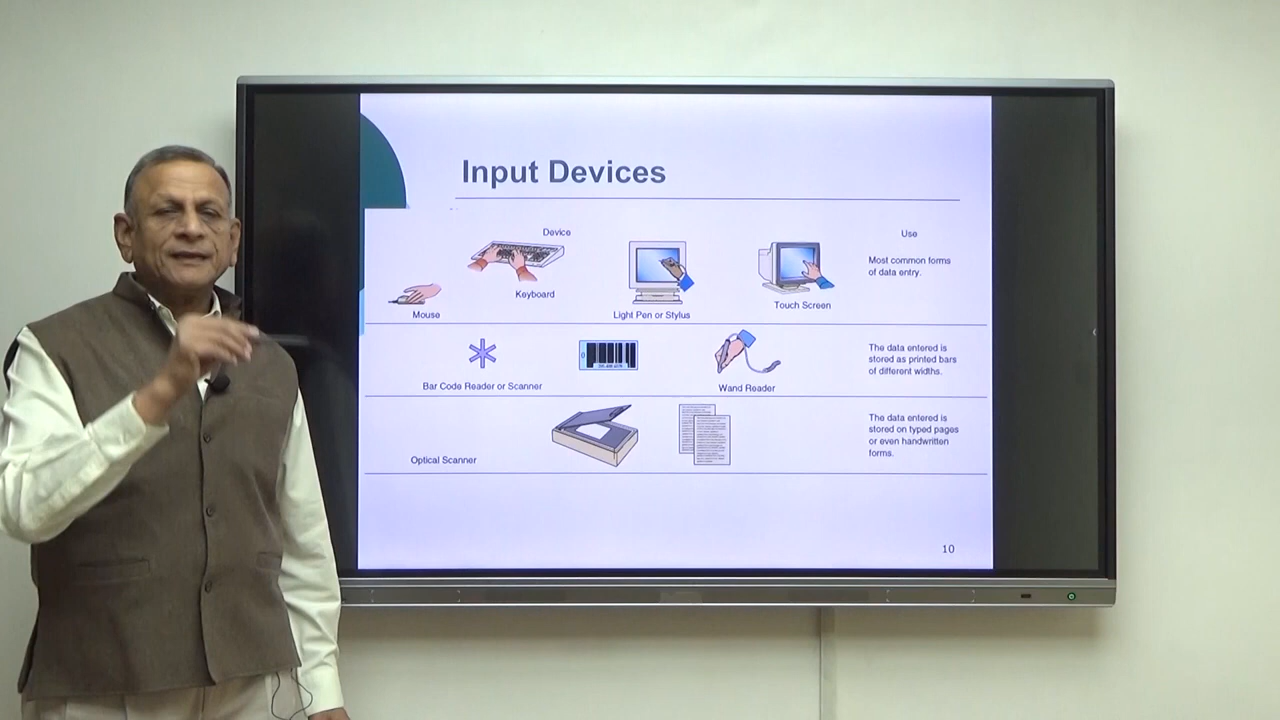 Input Devices
Device
Use
Most common forms
of data entry.
Keyboard
Touch Screen
Mouse
Light Pen or Stylus
The data entered is
stored as printed bars
of different widths.
Bar Code Reader or Scanner
Wand Reader
The data entered is
stored on typed pages
or even handwritten
forms.
Optical Scanner
10